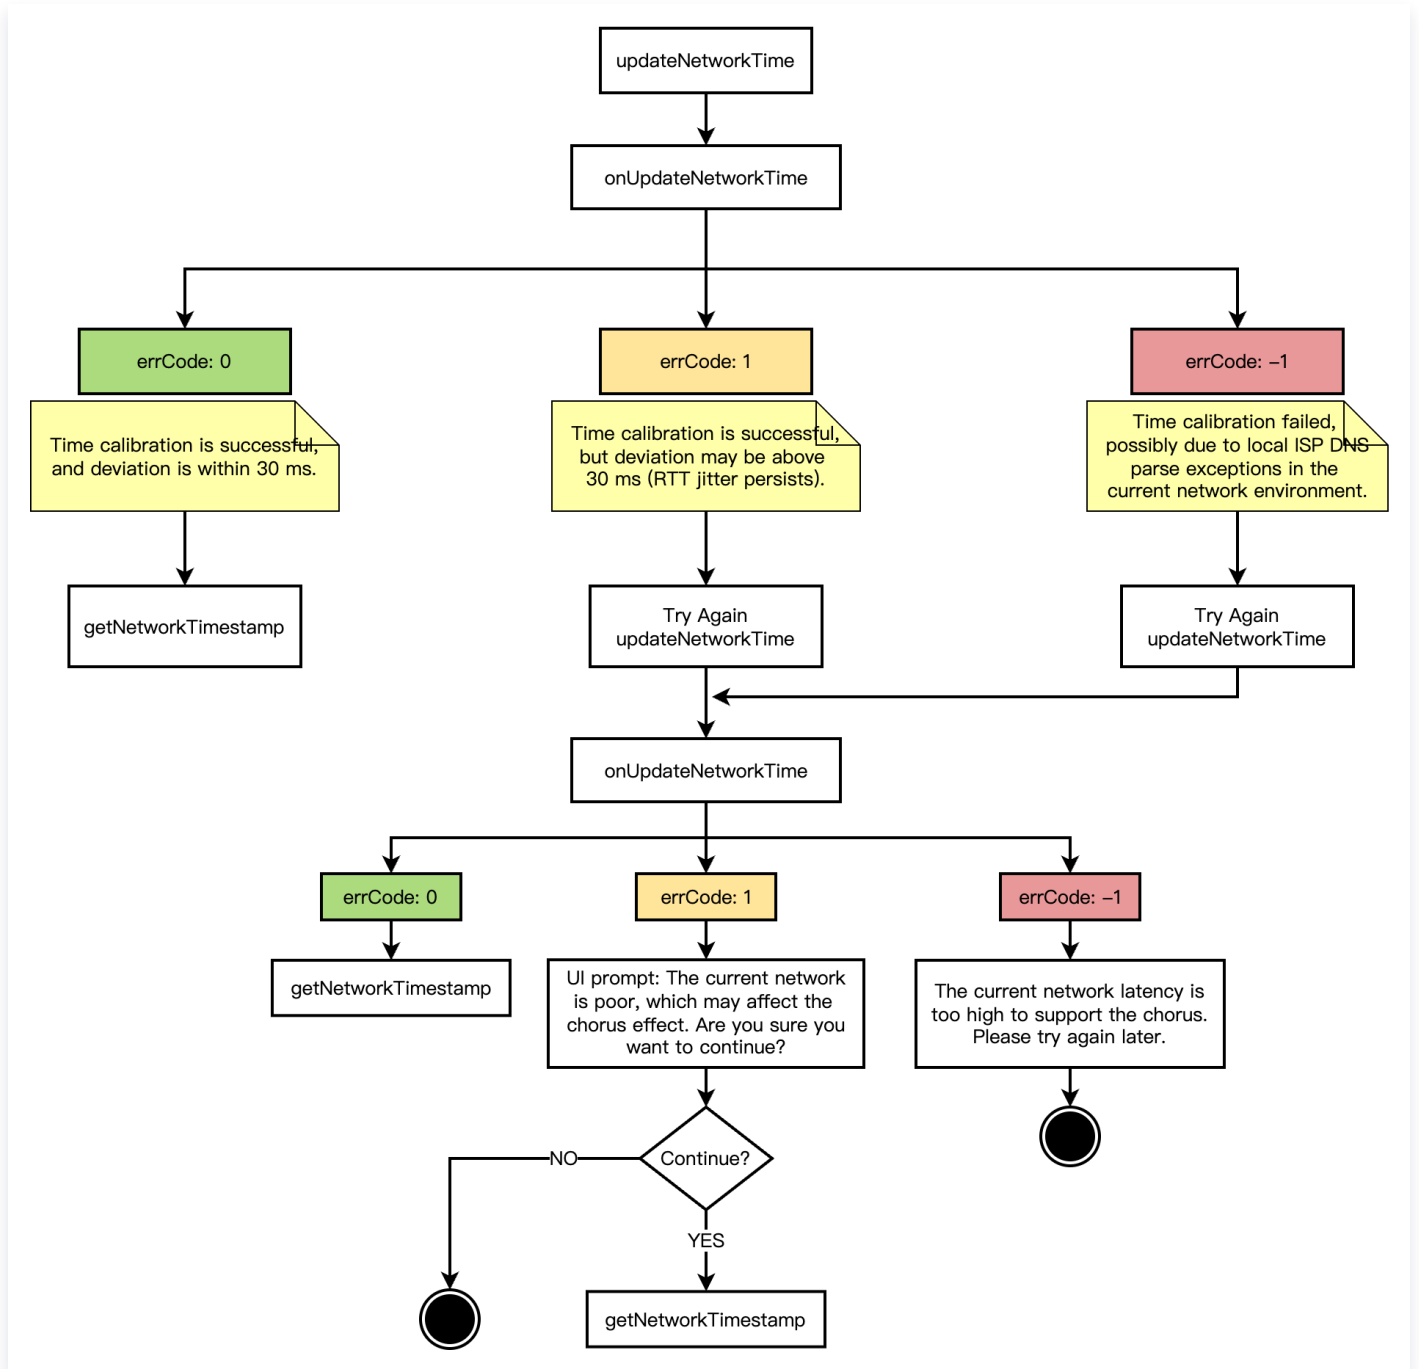 updateNetworkTime
onUpdateNetworkTime
errCode: 0
errCode: 1
errCode: –1
Time calibration is successful,
and deviation is within 30 ms.
Time calibration is successful,
but deviation may be above
30 ms (RTT jitter persists).
Time calibration failed,
possibly due to local ISP DNS
parse exceptions in the
current network environment.
getNetworkTimestamp
Try Again
updateNetworkTime
Try Again
updateNetworkTime
onUpdateNetworkTime
errCode: 0
errCode: 1
errCode: –1
getNetworkTimestamp
UI prompt: The current network
is poor, which may affect the
chorus effect. Are you sure you
want to continue?
The current network latency is
too high to support the chorus.
Please try again later.
Continue?
NO
YES
getNetworkTimestamp